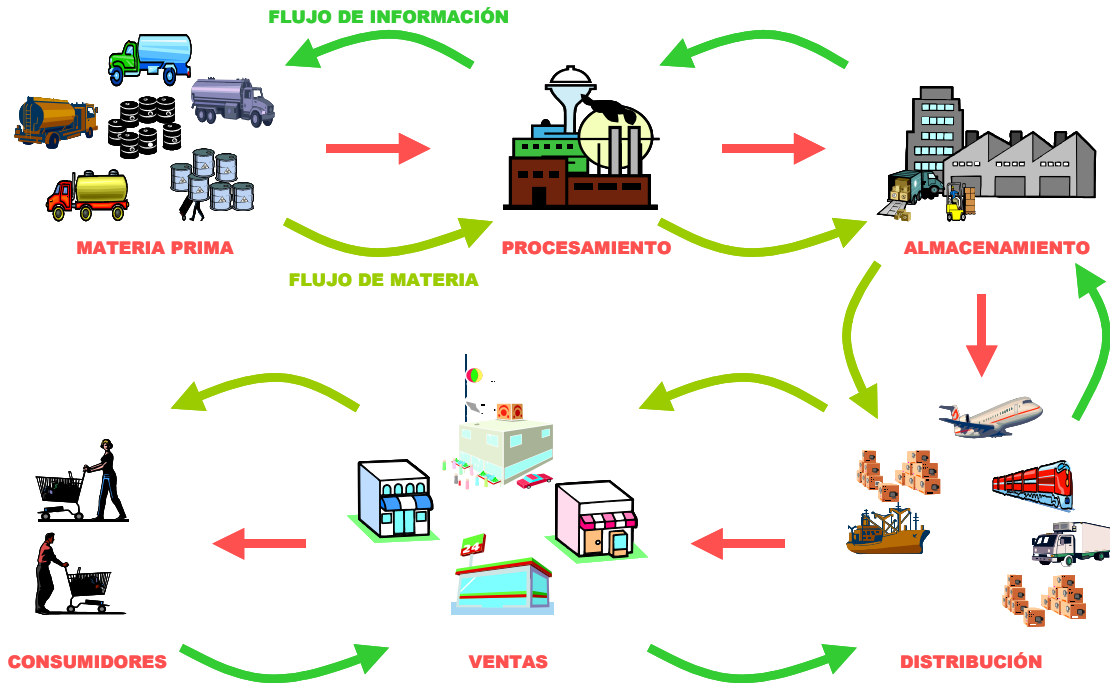 FLUJO DE INFORMACIÓN
MATERIA PRIMA
PROCESAMIENTO
ALMACENAMIENTO
FLUJO DE MATERIA
24
CONSUMIDORES
VENTAS
DISTRIBUCIÓN